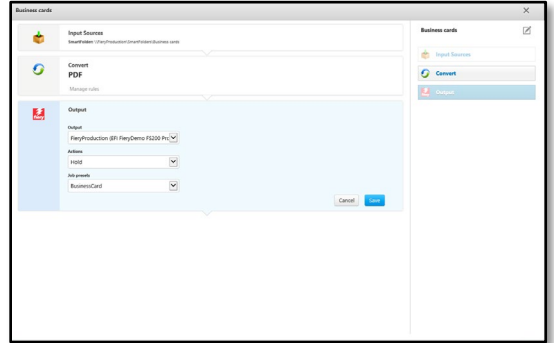 Business cards
Input Sources
SmartFolder: \\FieryProduction\SmartFolders\Business cards
Convert
PDF
Manage rules
Output
Output
FieryProduction (EFI FieryDemo FS200 Prc
Actions
Hold
Job presets
BusinessCard
Cancel Save
Business cards
Input Sources
Convert
Output